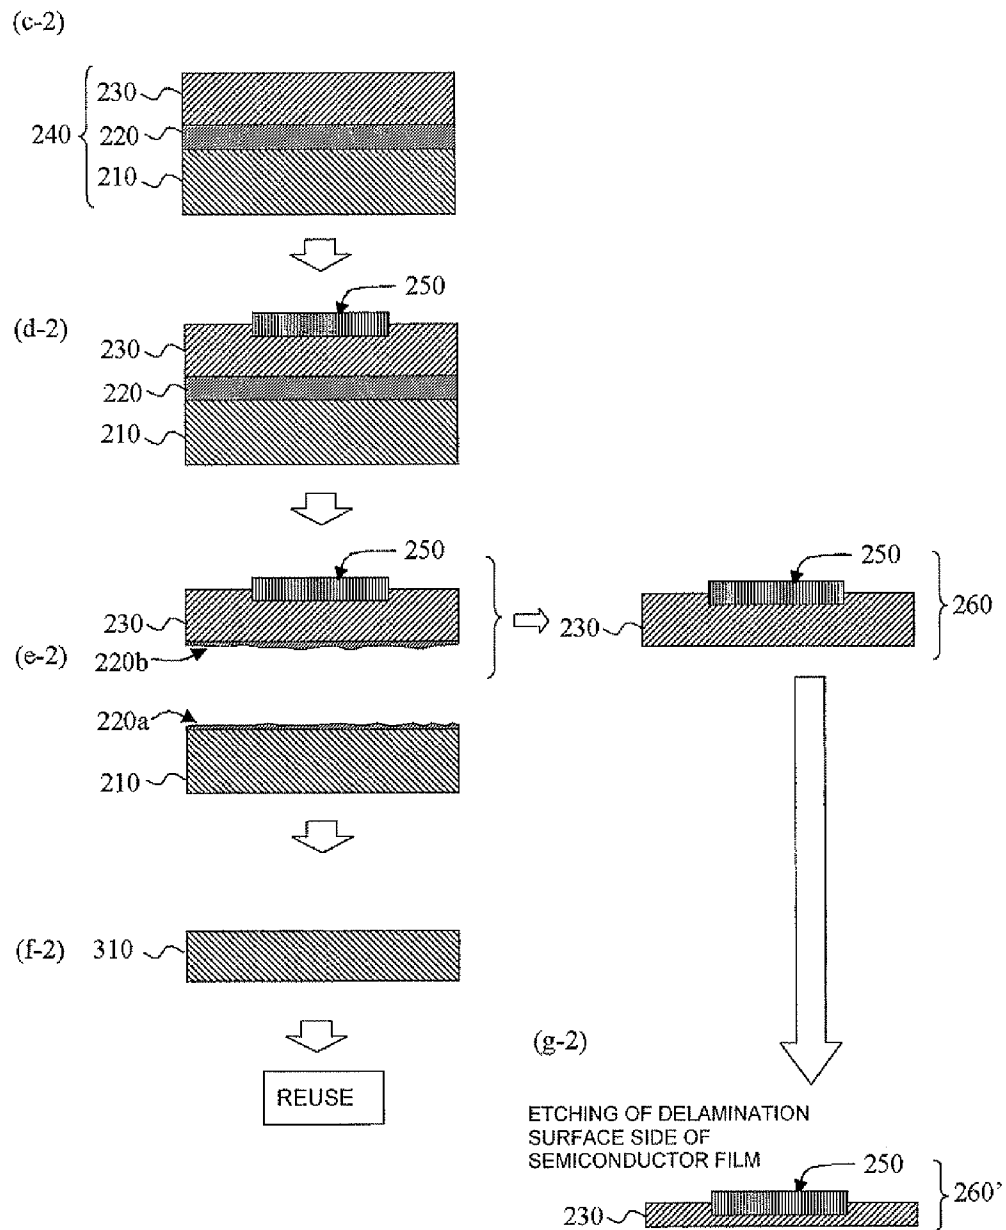 (c-2)
230
240
220
210
250
(d-2)
230
220
210
250
230
(e-2)
220b
220a
210
250
260
230
(f-2)
310
REUSE
(g-2)
ETCHING OF DELAMINATION
SURFACE SIDE OF
SEMICONDUCTOR FILM
250
260'
230